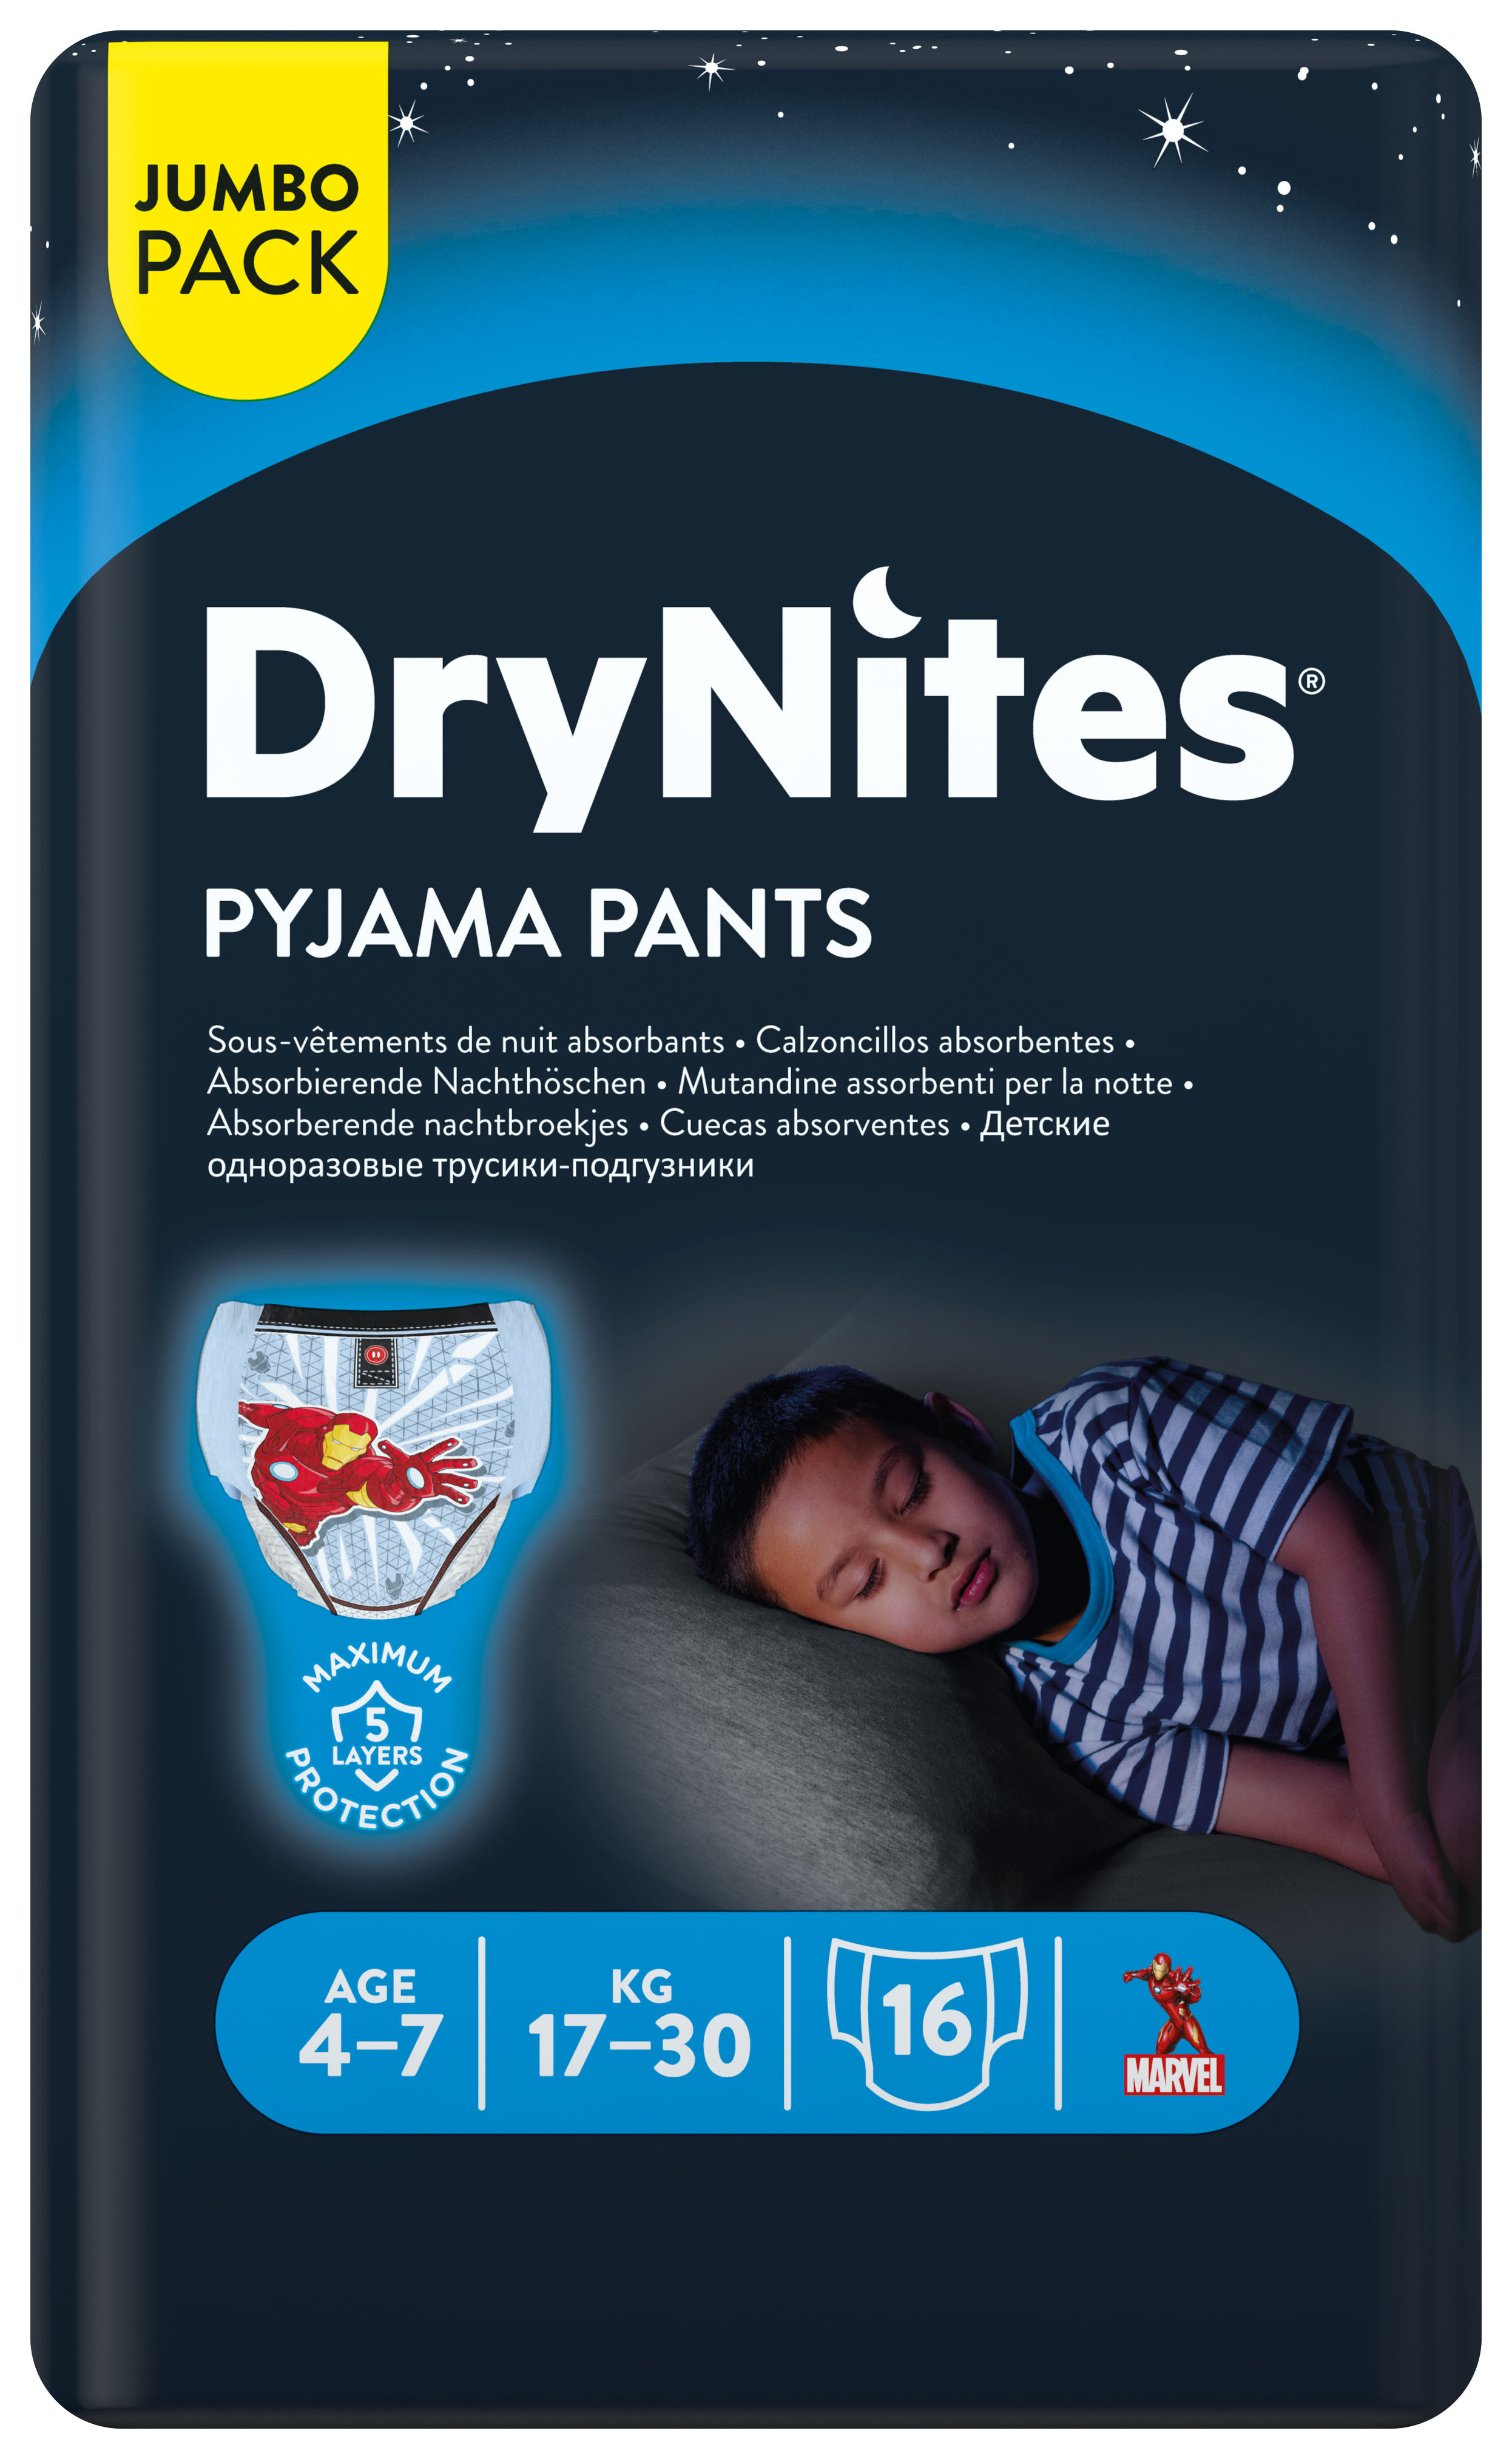 JUMBO
PACK
DryNites®
PYJAMA PANTS
Sous-vêtements de nuit absorbants • Calzoncillos absorbentes •
Absorbierende Nachthöschen • Mutandine assorbenti per la notte •
Absorberende nachtbroekjes • Cuecas absorventes • Детские
одноразовые трусики-подгузники
MAXIMUM
5
LAYERS
PROTECTION
AGE
4–7
KG
17–30
16
MARVEL